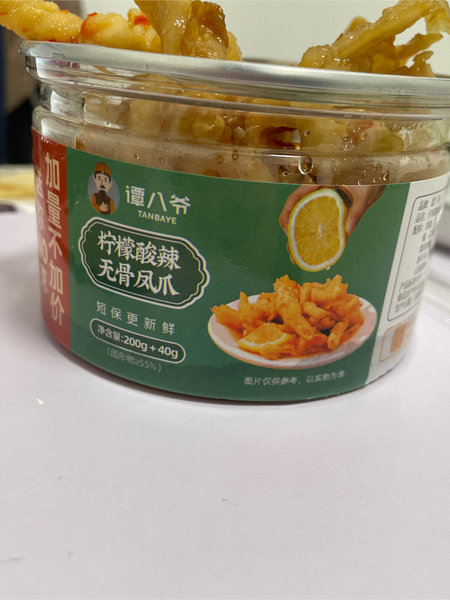 加量不加价
谭八爷
TANBAYE
柠檬酸辣
无骨凤爪
短保更新鲜
净含量:200g+40g
(固形物≥55%)
图片仅供参考，以实物为准